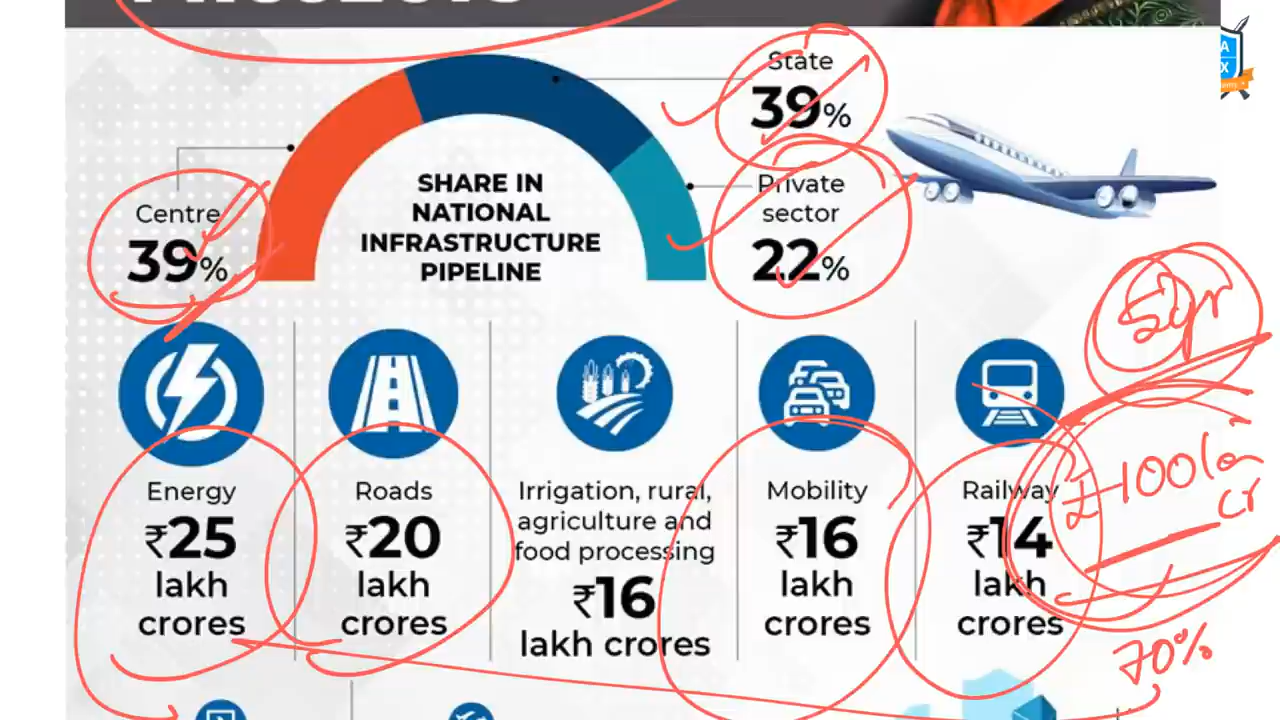 State
39%
Private
sector
22%
Centre
39%
SHARE IN
NATIONAL
INFRASTRUCTURE
PIPELINE
5yr
Energy
₹25
lakh
crores
Roads
₹20
lakh
crores
Irrigation, rural,
agriculture and
food processing
₹16
lakh crores
Mobility
₹16
lakh
crores
Railway
₹14
lakh
crores
100
cr
70%